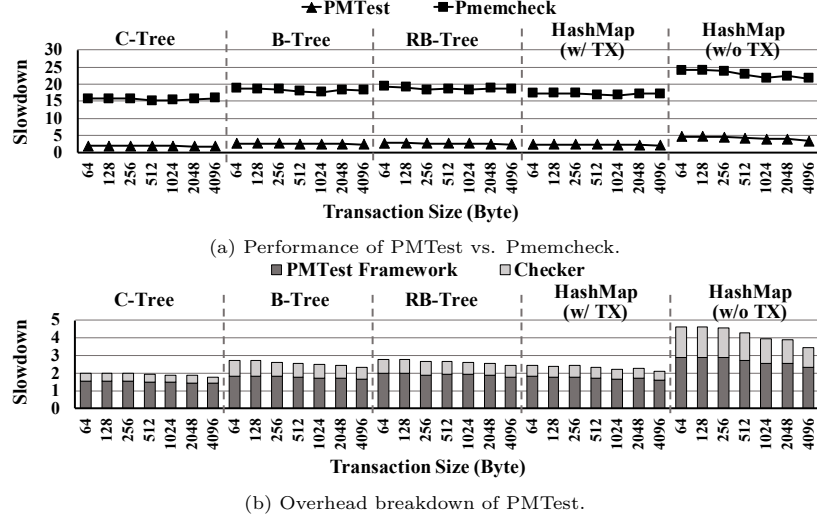 PMTest Pmemcheck
C-Tree B-Tree RB-Tree HashMap (w/ TX) HashMap (w/o TX)
Slowdown
30
25
20
15
10
5
0
64 128 256 512 1024 2048 4096 64 128 256 512 1024 2048 4096 64 128 256 512 1024 2048 4096 64 128 256 512 1024 2048 4096 64 128 256 512 1024 2048 4096
Transaction Size (Byte)
(a) Performance of PMTest vs. Pmemcheck.
PMTest Framework Checker
C-Tree B-Tree RB-Tree HashMap (w/ TX) HashMap (w/o TX)
Slowdown
5
4
3
2
1
0
64 128 256 512 1024 2048 4096 64 128 256 512 1024 2048 4096 64 128 256 512 1024 2048 4096 64 128 256 512 1024 2048 4096 64 128 256 512 1024 2048 4096
Transaction Size (Byte)
(b) Overhead breakdown of PMTest.